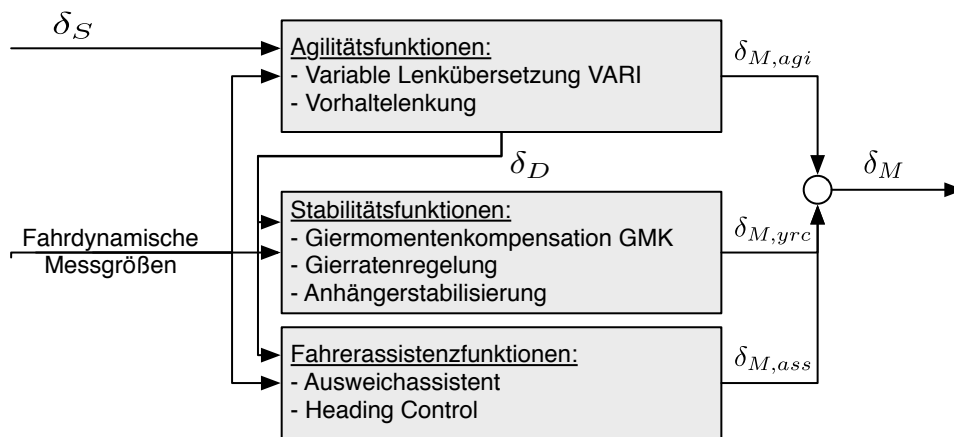 δ_S
Agilitätsfunktionen:
- Variable Lenkübersetzung VARI
- Vorhaltelenkung
δ_{M,agi}
δ_D
δ_M
Fahrdynamische
Messgrößen
Stabilitätsfunktionen:
- Giermomentenkompensation GMK
- Gierratenregelung
- Anhängerstabilisierung
δ_{M,yrc}
Fahrerassistenzfunktionen:
- Ausweichassistent
- Heading Control
δ_{M,ass}